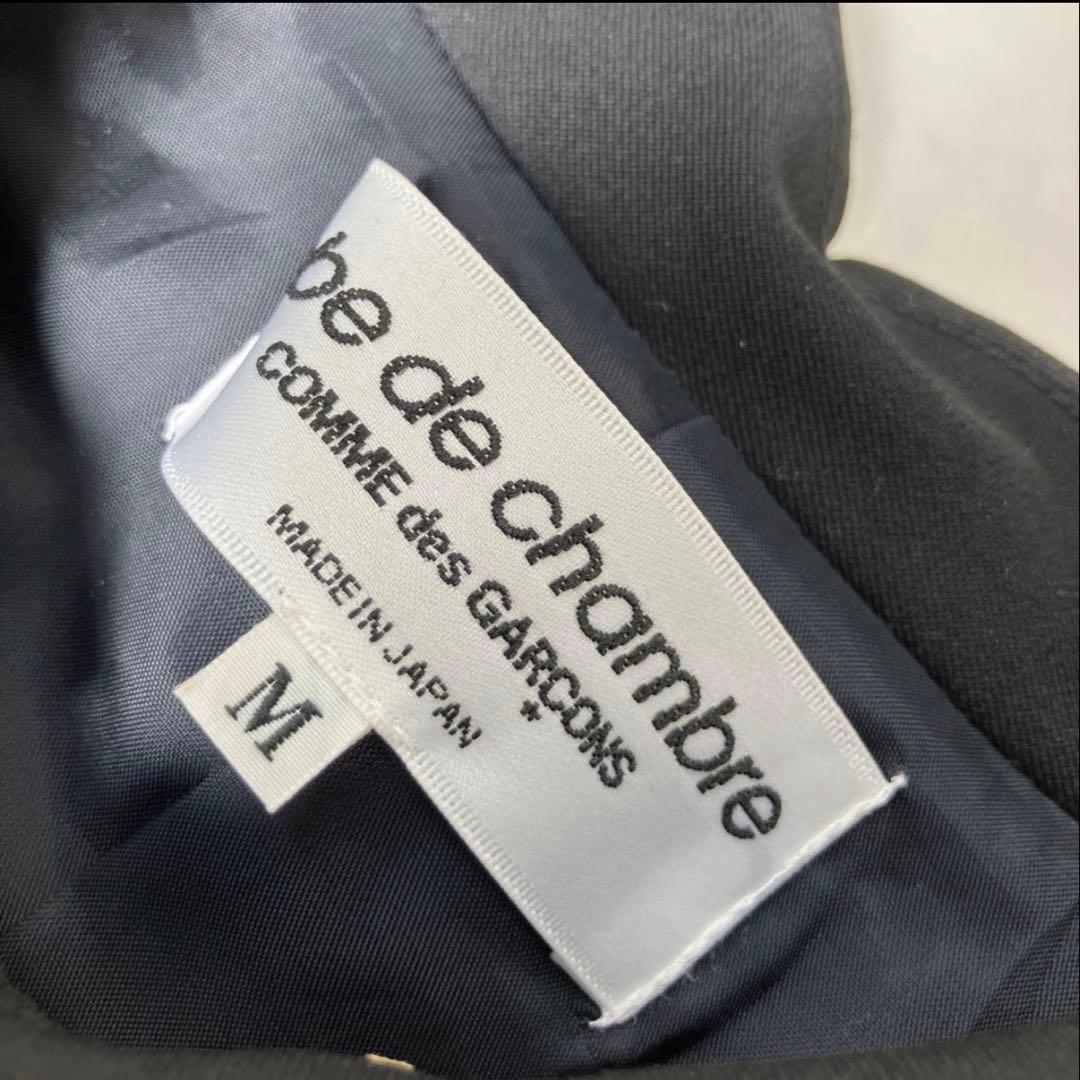 be de chambre
COMME des GARÇONS
*
MADE IN JAPAN
M